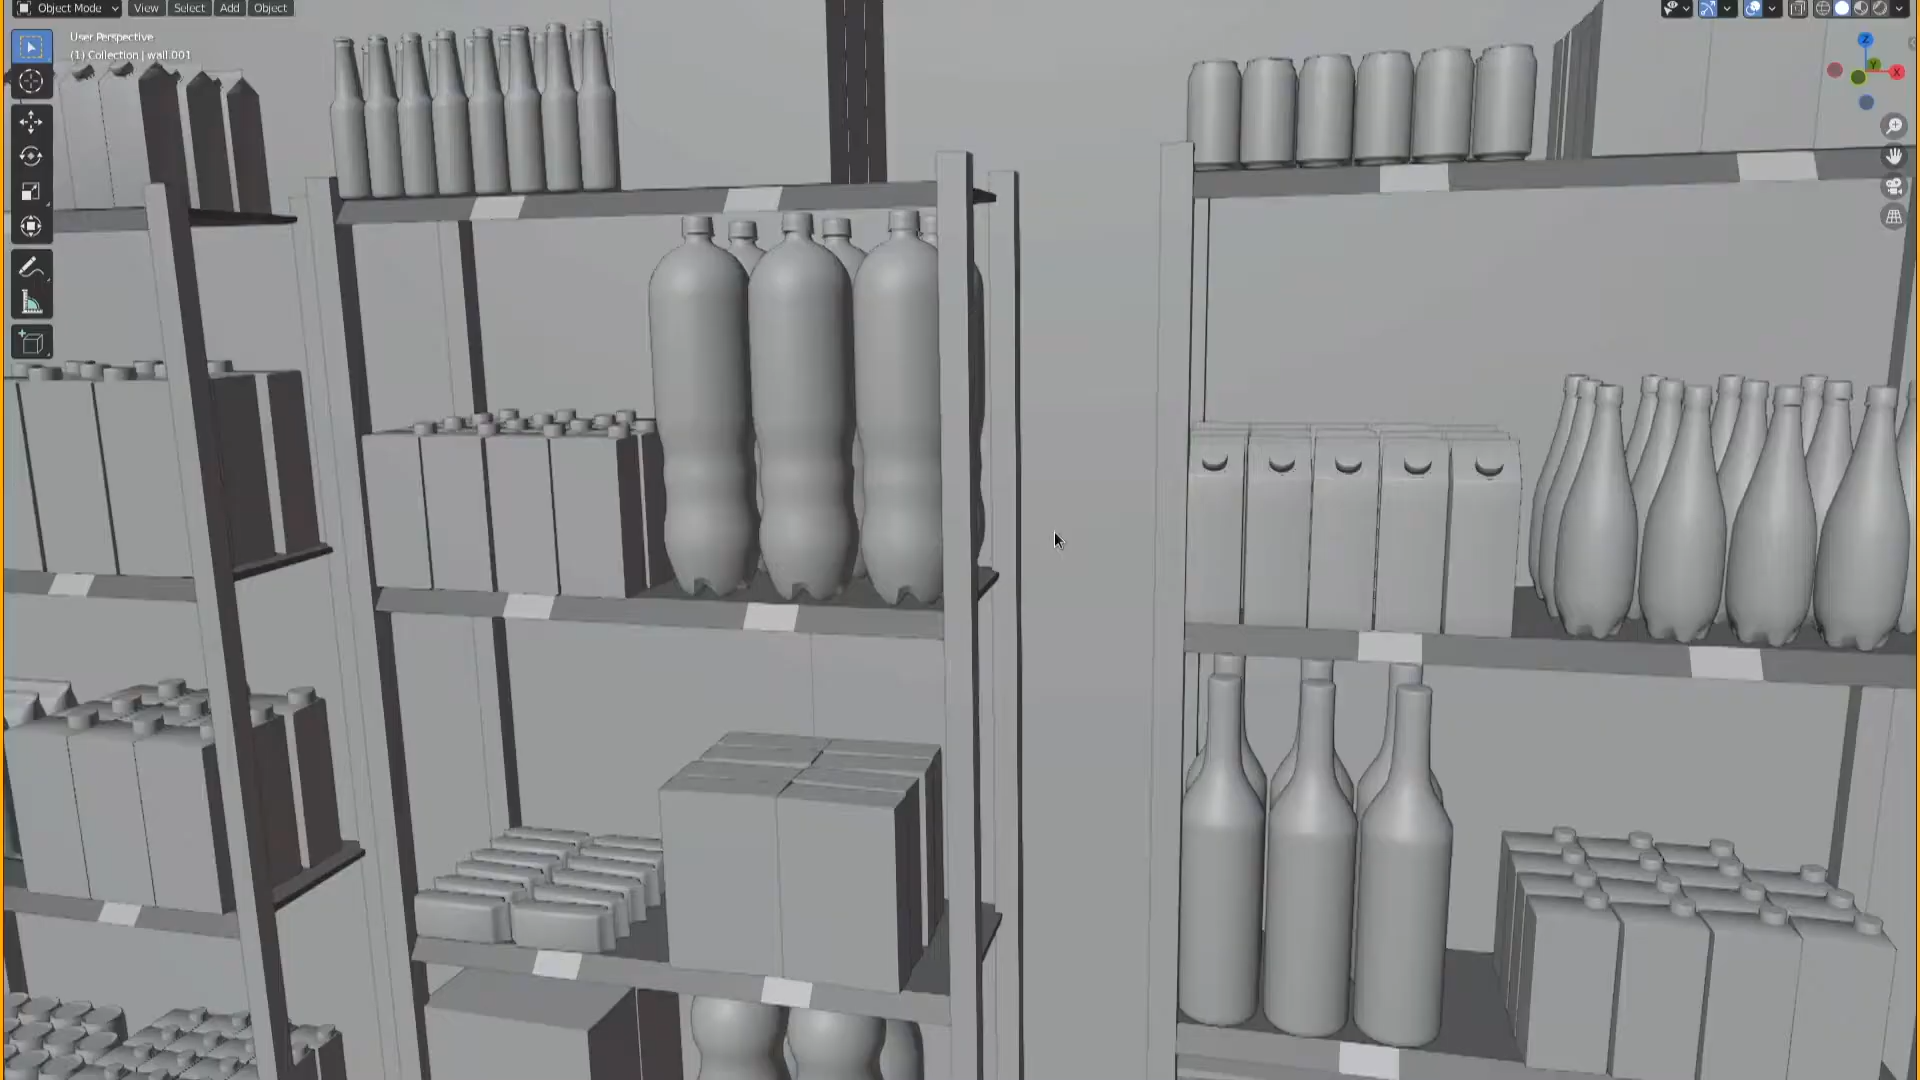 Object Mode View Select Add Object
User Perspective
(1) Collection | wall.001
Z
Y
X